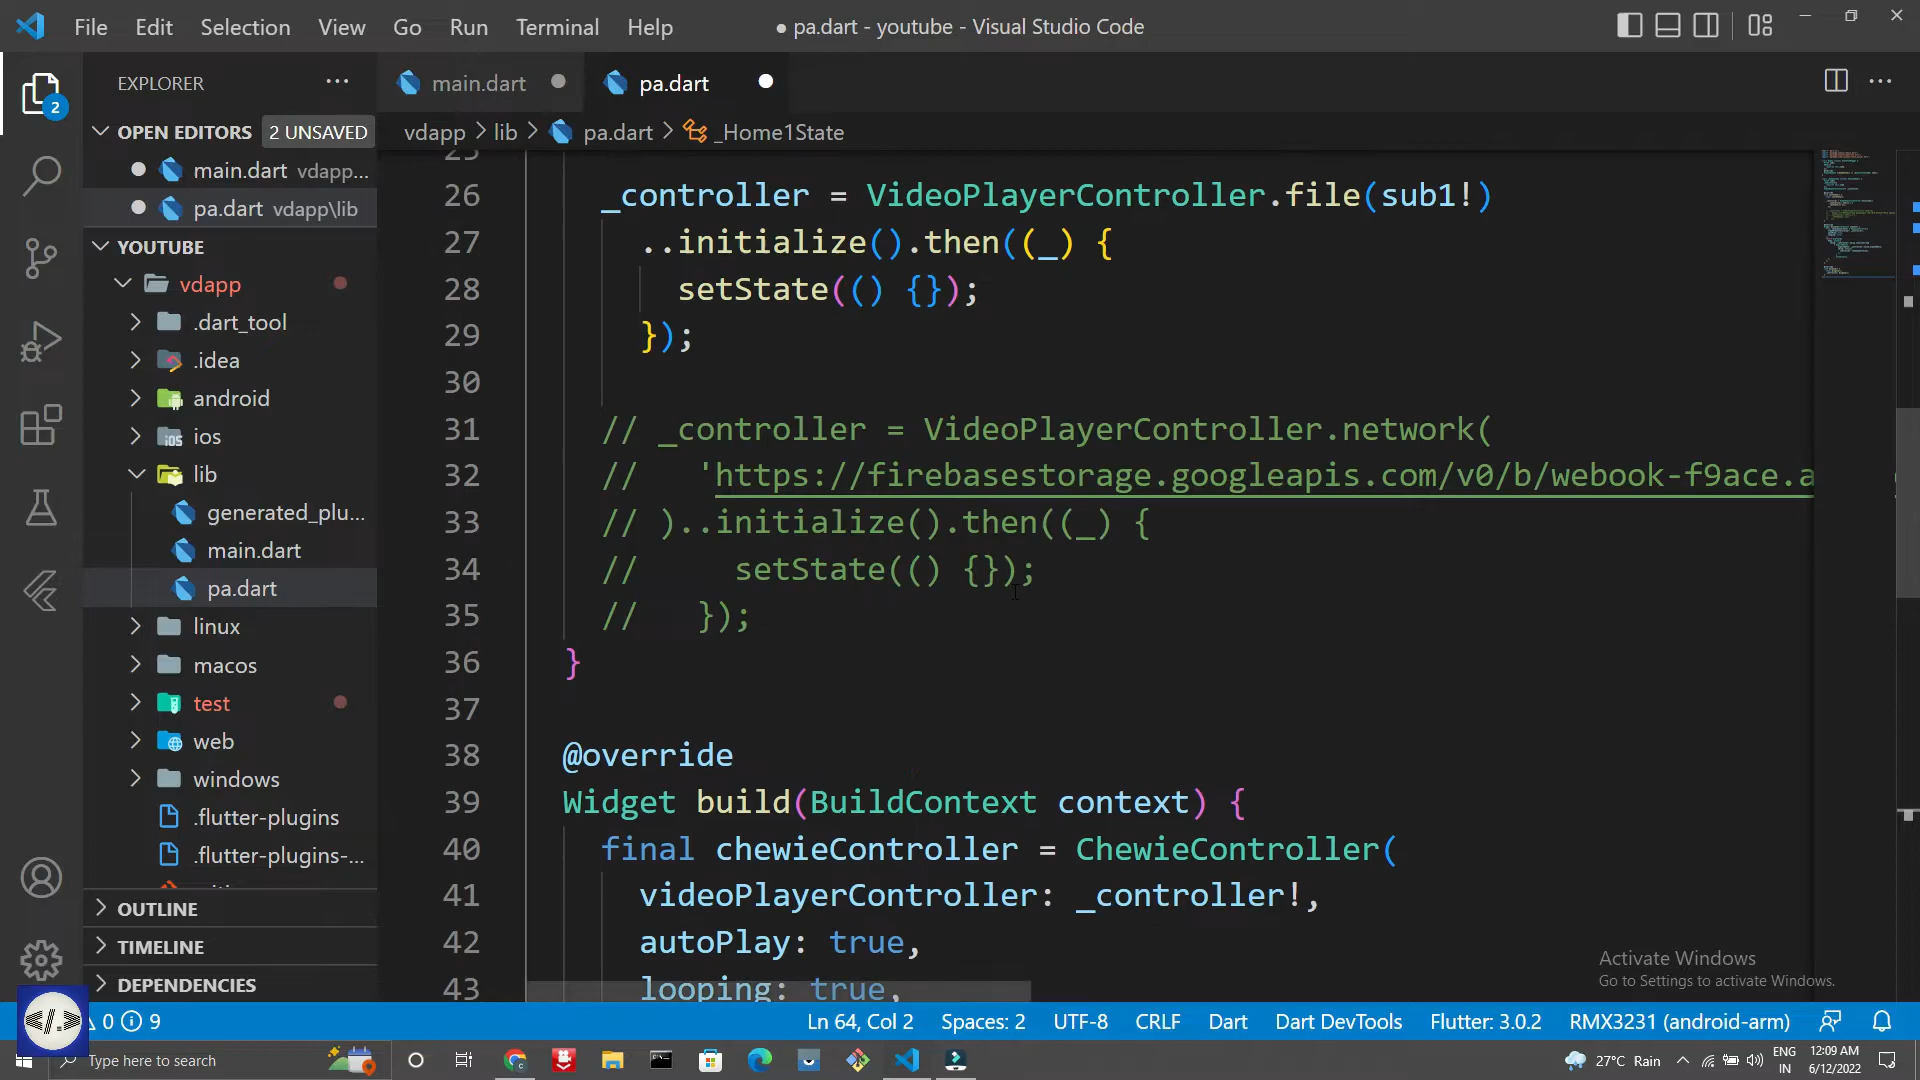 File Edit Selection View Go Run Terminal Help
● pa.dart - youtube - Visual Studio Code
EXPLORER
main.dart
pa.dart
OPEN EDITORS
2 UNSAVED
vdapp > lib > pa.dart > _Home1State
2
main.dart vdapp...
pa.dart vdapp\lib
YOUTUBE
vdapp
.dart_tool
.idea
android
ios
lib
generated_plu...
main.dart
pa.dart
linux
macos
test
web
windows
.flutter-plugins
.flutter-plugins-...
OUTLINE
TIMELINE
DEPENDENCIES
25
26 _controller = VideoPlayerController.file(sub1!)
27 ..initialize().then((_) {
28 setState(() {});
29 });
30
31 // _controller = VideoPlayerController.network(
32 // 'https://firebasestorage.googleapis.com/v0/b/webook-f9ace.a
33 // )..initialize().then((_) {
34 // setState(() {});
35 // });
36 }
37
38 @override
39 Widget build(BuildContext context) {
40 final chewieController = ChewieController(
41 videoPlayerController: _controller!,
42 autoPlay: true,
43 looping: true,
Activate Windows
Go to Settings to activate Windows.
</.>
0 9
Ln 64, Col 2 Spaces: 2 UTF-8 CRLF Dart Dart DevTools Flutter: 3.0.2 RMX3231 (android-arm)
Type here to search
27°C Rain
ENG
IN
12:09 AM
6/12/2022